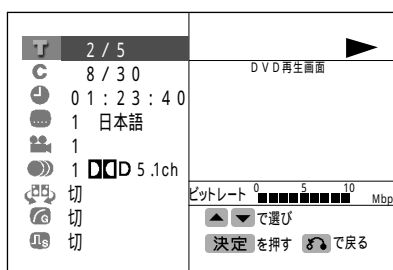 T 2/5
C 8/30
01:23:40
1 日本語
1
1 DCD 5.1ch
切
G 切
s 切
DVD再生画面
ビットレート 0 5 10 Mbp
で選び
決定 を押す で戻る